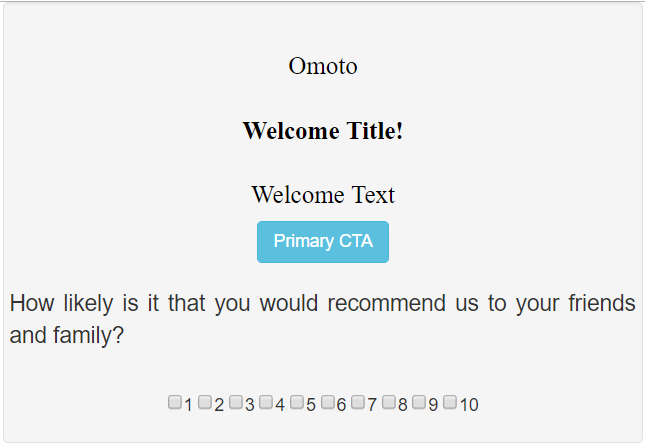 Omoto
Welcome Title!
Welcome Text
Primary CTA
How likely is it that you would recommend us to your friends
and family?
1 2 3 4 5 6 7 8 9 10